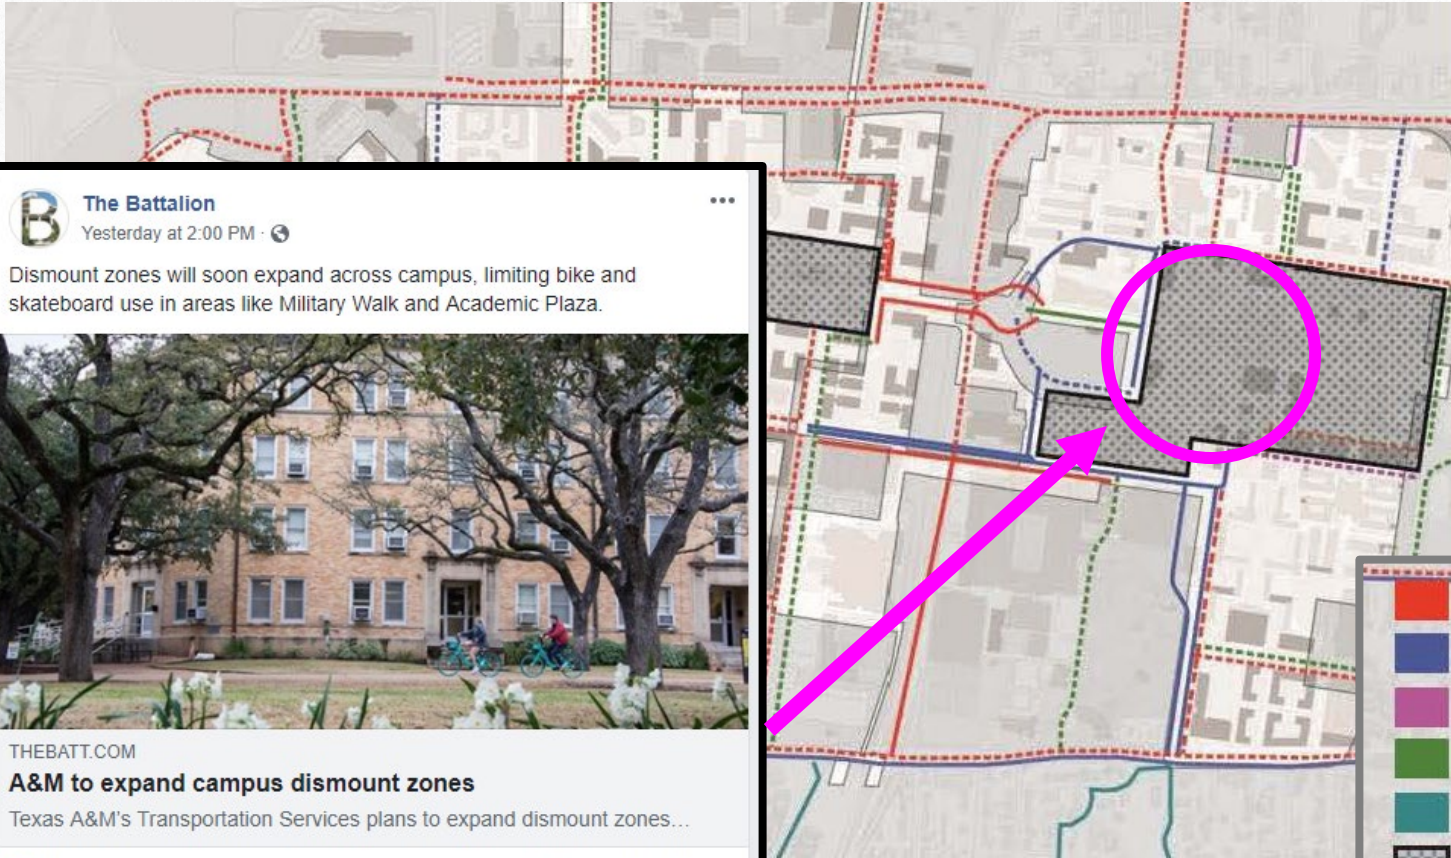 The Battalion
Yesterday at 2:00 PM ·
Dismount zones will soon expand across campus, limiting bike and
skateboard use in areas like Military Walk and Academic Plaza.
THEBATT.COM
A&M to expand campus dismount zones
Texas A&M's Transportation Services plans to expand dismount zones…